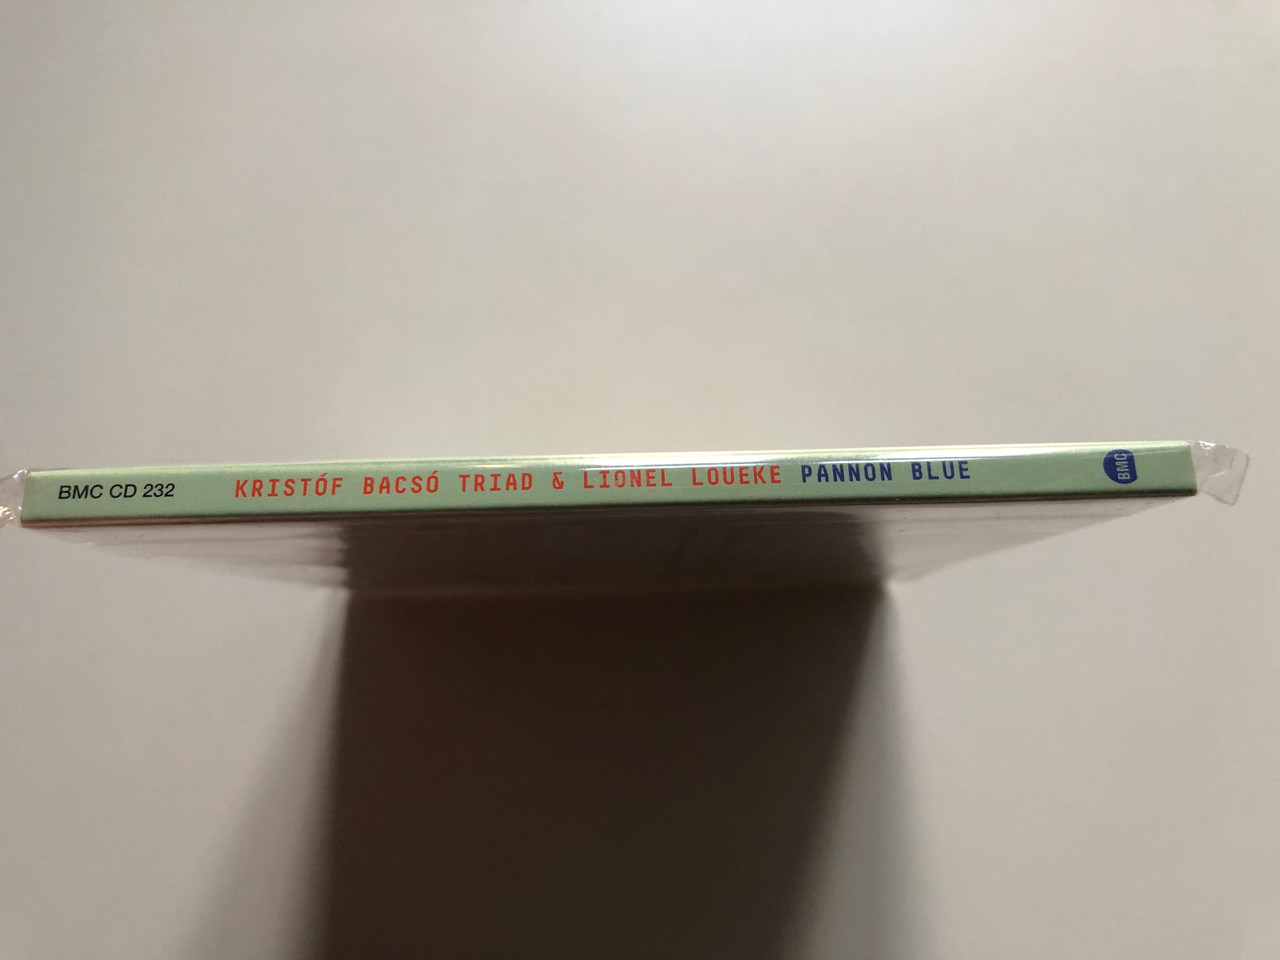 BMC CD 232 KRISTÓF BACSÓ TRIAD & LIONEL LOUEKE PANNON BLUE BMC